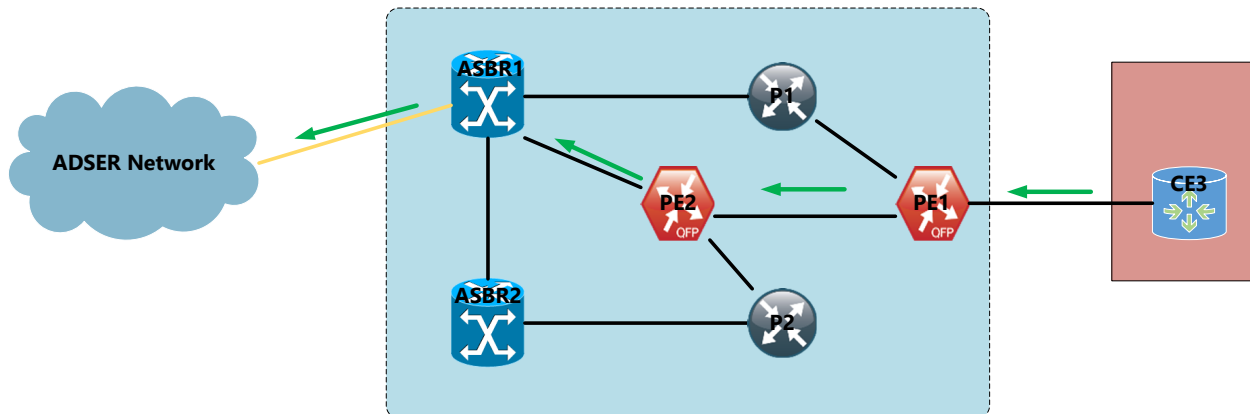 ASBR1
P1
ADSER Network
CE3
PE2
QFP
PE1
QFP
ASBR2
P2